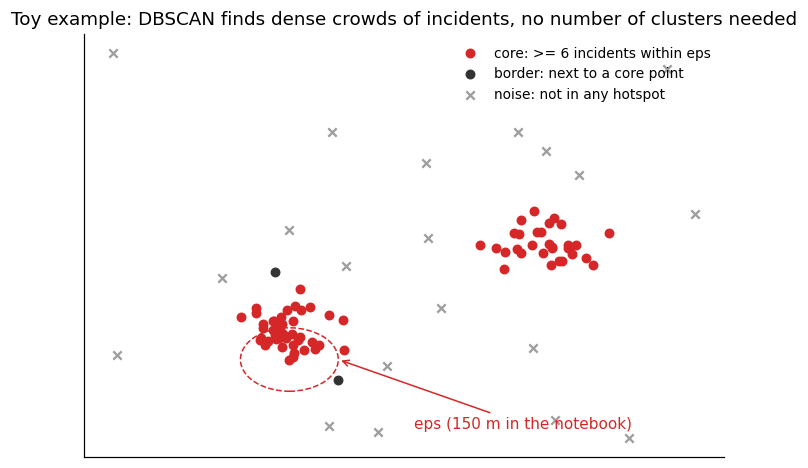 Toy example: DBSCAN finds dense crowds of incidents, no number of clusters needed
core: >= 6 incidents within eps
border: next to a core point
noise: not in any hotspot
eps (150 m in the notebook)